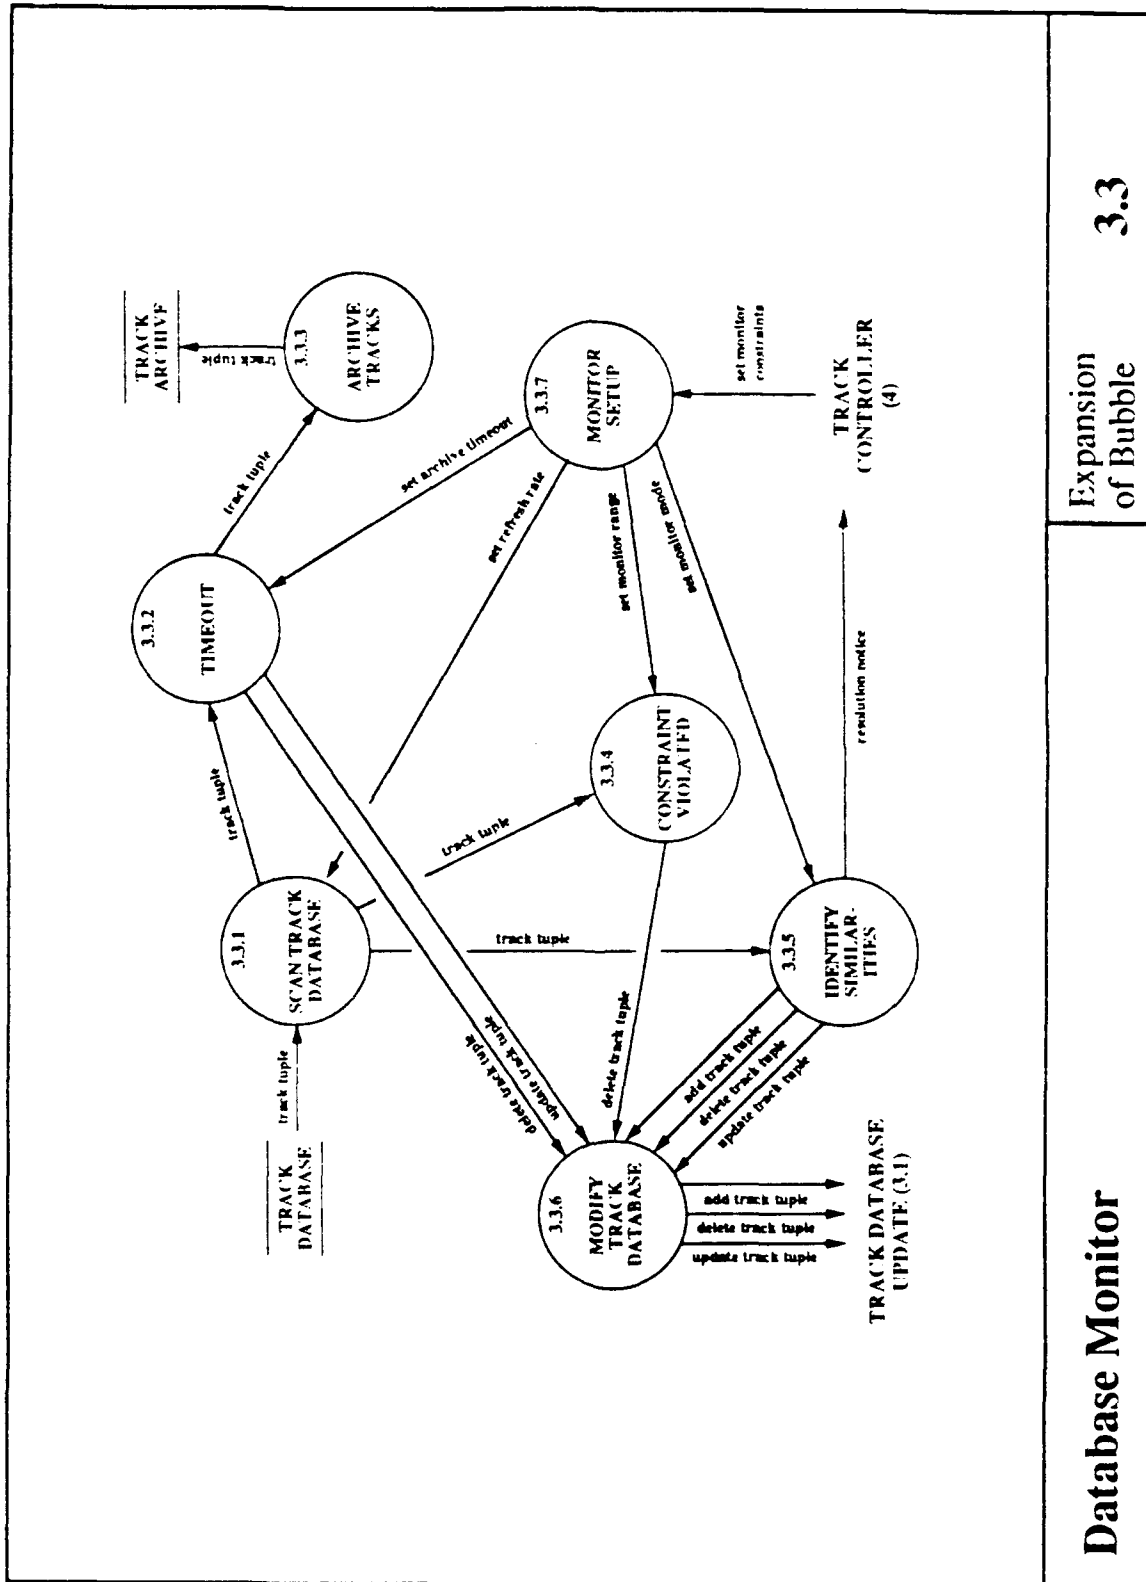 TRACK
DATABASE
track tuple
3.3.1
SCAN TRACK
DATABASE
track tuple
3.3.2
TIMEOUT
track tuple
3.3.3
ARCHIVE
TRACKS
track tuple
TRACK
ARCHIVE
set archive timeout
set refresh rate
delete track tuple
update track tuple
track tuple
track tuple
3.3.4
CONSTRAINT
VIOLATED
set monitor range
set monitor mode
3.3.7
MONITOR
SETUP
set monitor
constraints
TRACK
CONTROLLER
(4)
resolution notice
3.3.5
IDENTIFY
SIMILAR-
ITIES
delete track tuple
add track tuple
delete track tuple
update track tuple
3.3.6
MODIFY
TRACK
DATABASE
add track tuple
delete track tuple
update track tuple
TRACK DATABASE
UPDATE (3.1)
Database Monitor
Expansion
of Bubble
3.3